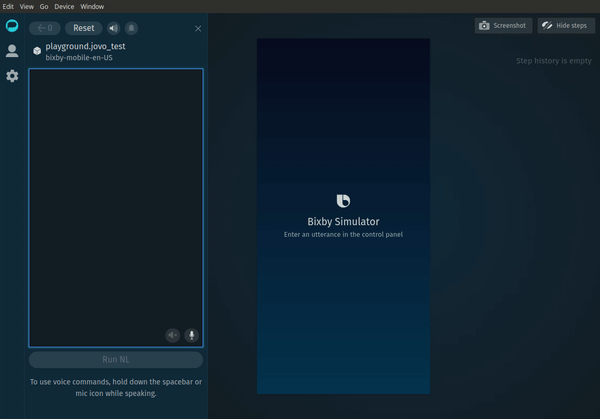 Edit View Go Device Window
0 Reset
playground.jovo_test
bixby-mobile-en-US
Run NL
To use voice commands, hold down the spacebar or
mic icon while speaking.
Bixby Simulator
Enter an utterance in the control panel
Screenshot Hide steps
Step history is empty